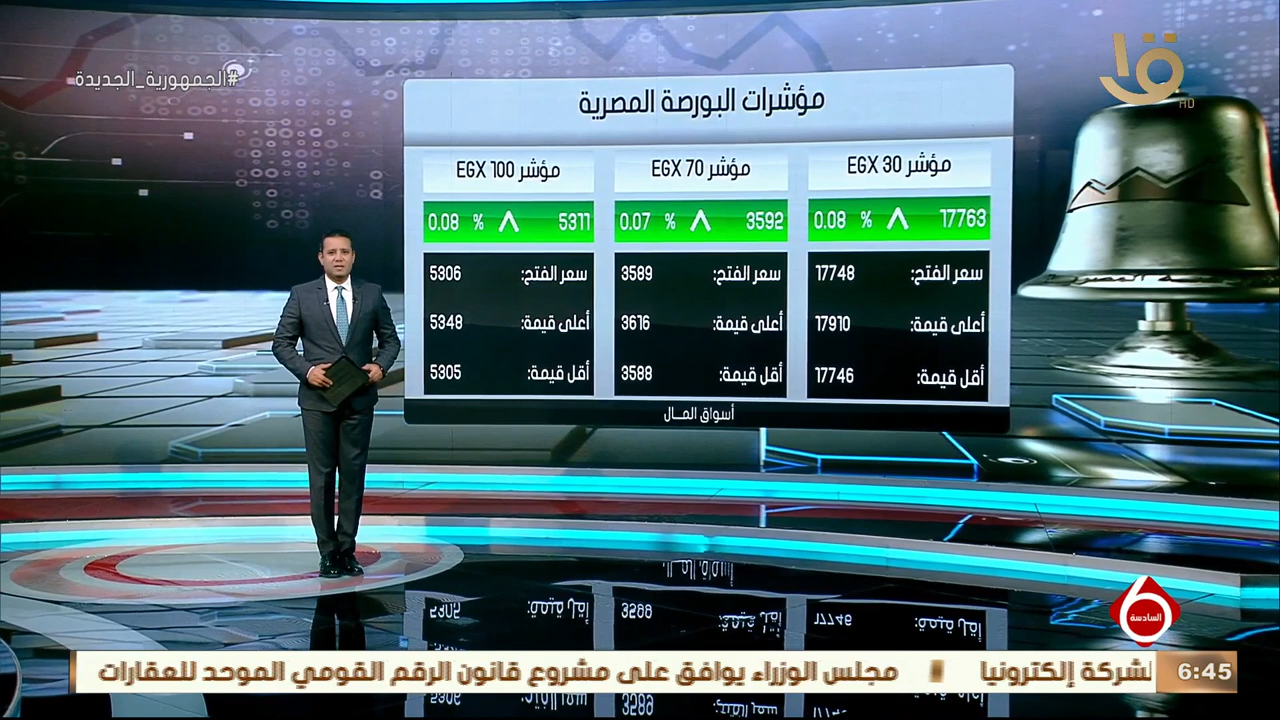 #الجمهورية_الجديدة
HD
مؤشرات البورصة المصرية
مؤشر EGX 30
17763 0.08 %
سعر الفتح: 17748
أعلى قيمة: 17910
أقل قيمة: 17746
مؤشر EGX 70
3592 0.07 %
سعر الفتح: 3589
أعلى قيمة: 3616
أقل قيمة: 3588
مؤشر EGX 100
5311 0.08 %
سعر الفتح: 5306
أعلى قيمة: 5348
أقل قيمة: 5305
أسواق المـال
السادسة
6:45
لشركة إلكترونيا
مجلس الوزراء يوافق على مشروع قانون الرقم القومي الموحد للعقارات